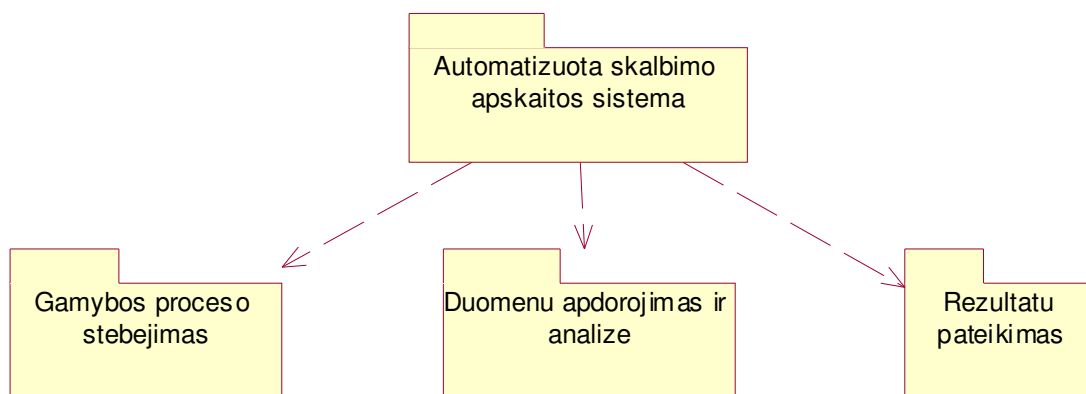 Automatizuota skalbimo
apskaitos sistema
Gamybos proceso
stebejimas
Duomenu apdorojimas ir
analize
Rezultatu
pateikimas